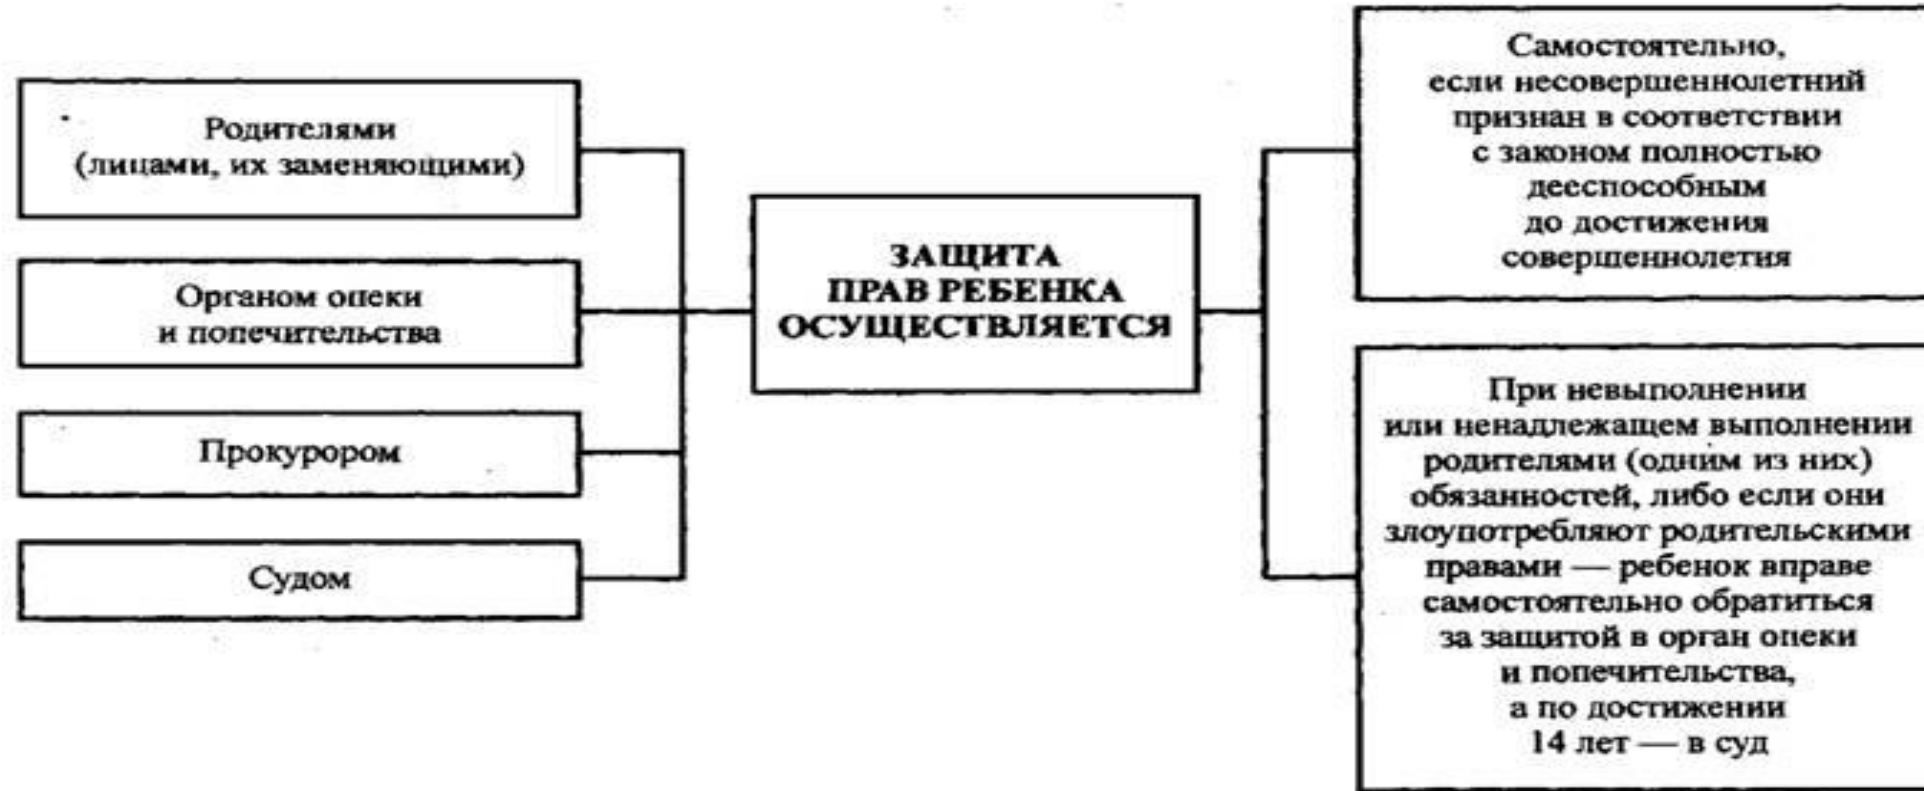 Родителями
(лицами, их заменяющими)
Органом опеки
и попечительства
Прокурором
Судом
ЗАЩИТА
ПРАВ РЕБЕНКА
ОСУЩЕСТВЛЯЕТСЯ
Самостоятельно,
если несовершеннолетний
признан в соответствии
с законом полностью
дееспособным
до достижения
совершеннолетия
При невыполнении
или ненадлежащем выполнении
родителями (одним из них)
обязанностей, либо если они
злоупотребляют родительскими
правами — ребенок вправе
самостоятельно обратиться
за защитой в орган опеки
и попечительства,
а по достижении
14 лет — в суд